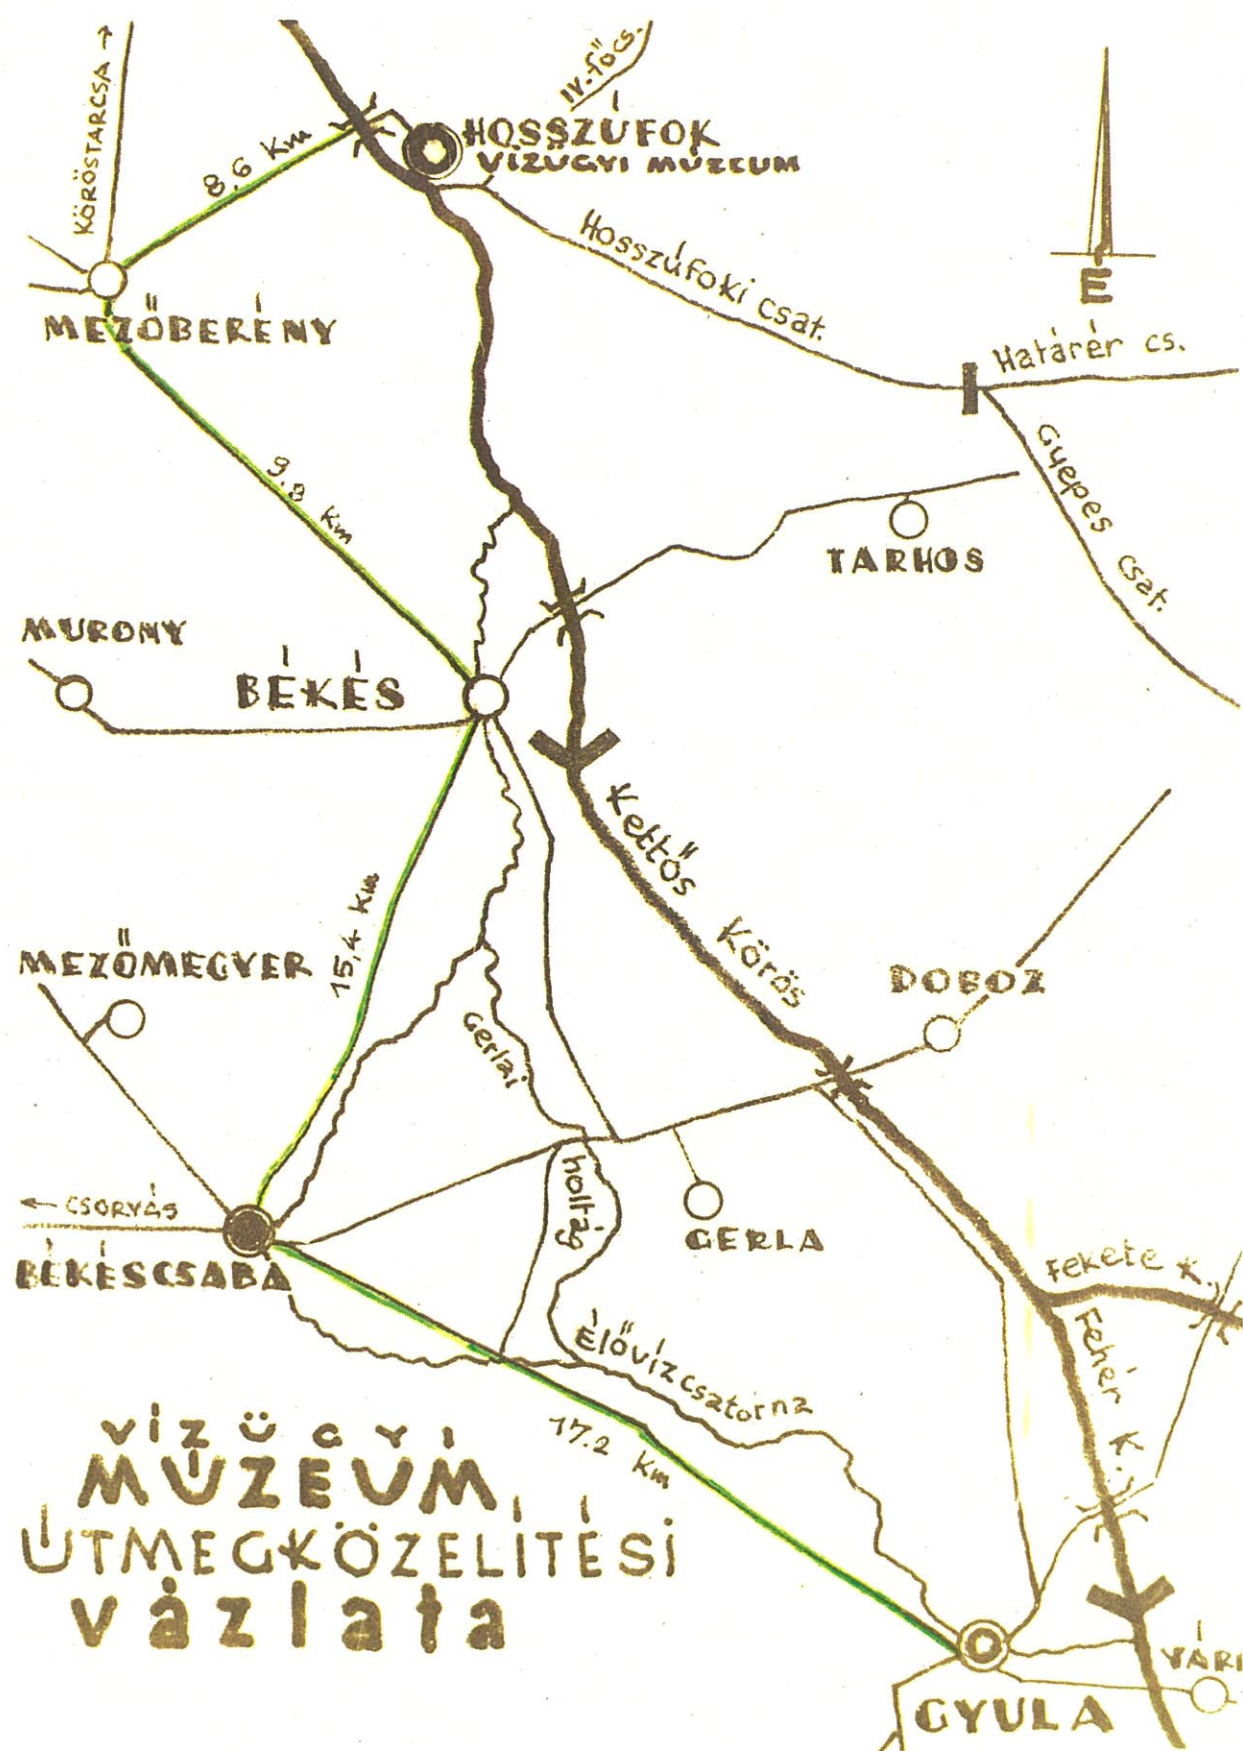 KÖRÖSTARCSA →
IV. főcs.
HOSSZÚFOK
VIZÜGYI MÚZEUM
8,6 Km
Hosszúfoki csat.
É
MEZŐBERÉNY
Határér cs.
Gyepes csat.
9.8 Km
TARHOS
MURONY
BÉKÉS
Kettős Körös
15,4 Km
MEZŐMEGYER
DOBOZ
Gerlai
holtág
← CSORVÁS
GERLA
BÉKÉSCSABA
Fekete K.
Fehér K.
Élővízcsatorna
17.2 Km
VÍZÜGYI
MÚZEUM
ÚTMEGKÖZELÍTÉSI
vázlata
VÁRI
GYULA